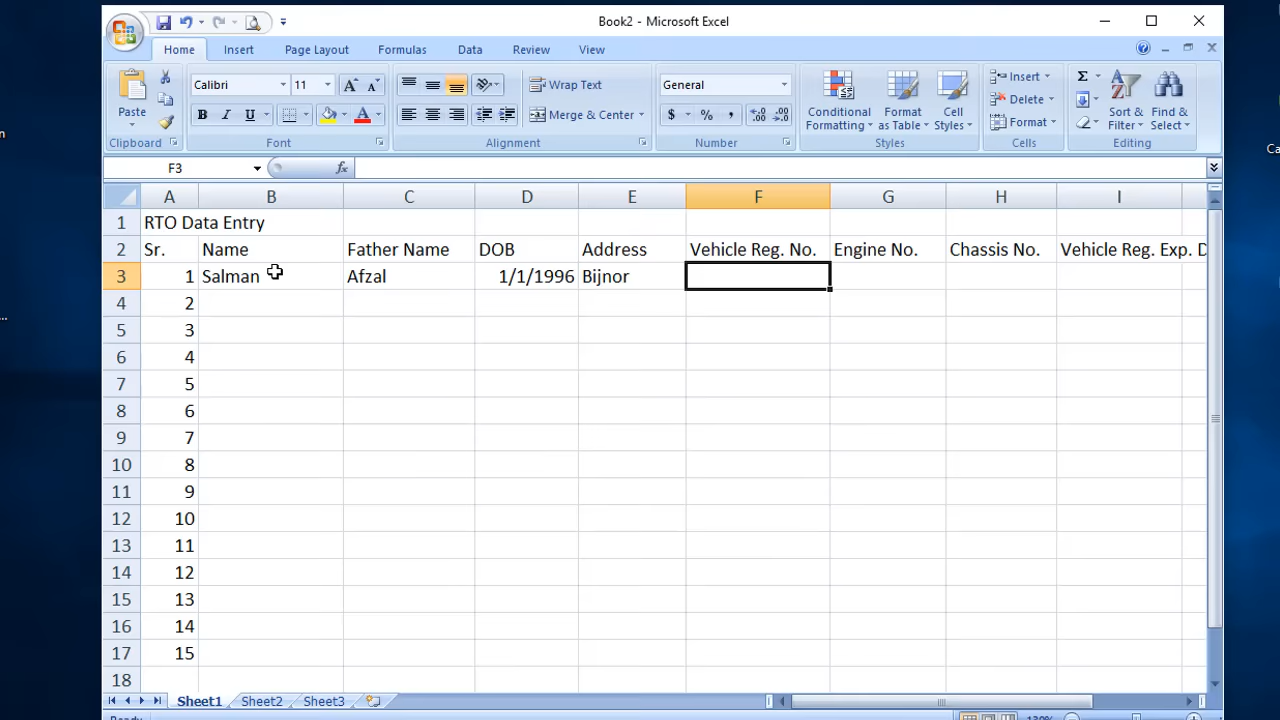 Book2 - Microsoft Excel
Home Insert Page Layout Formulas Data Review View
Paste
Calibri 11
B I U
A A
Wrap Text
Merge & Center
General
$ % ,
Conditional Formatting
Format as Table
Cell Styles
Insert
Delete
Format
Sort & Filter
Find & Select
Clipboard Font Alignment Number Styles Cells Editing
F3 fx
A B C D E F G H I
1 RTO Data Entry
2 Sr. Name Father Name DOB Address Vehicle Reg. No. Engine No. Chassis No. Vehicle Reg. Exp. D
3 1 Salman Afzal 1/1/1996 Bijnor
4 2
5 3
6 4
7 5
8 6
9 7
10 8
11 9
12 10
13 11
14 12
15 13
16 14
17 15
18
Sheet1 Sheet2 Sheet3